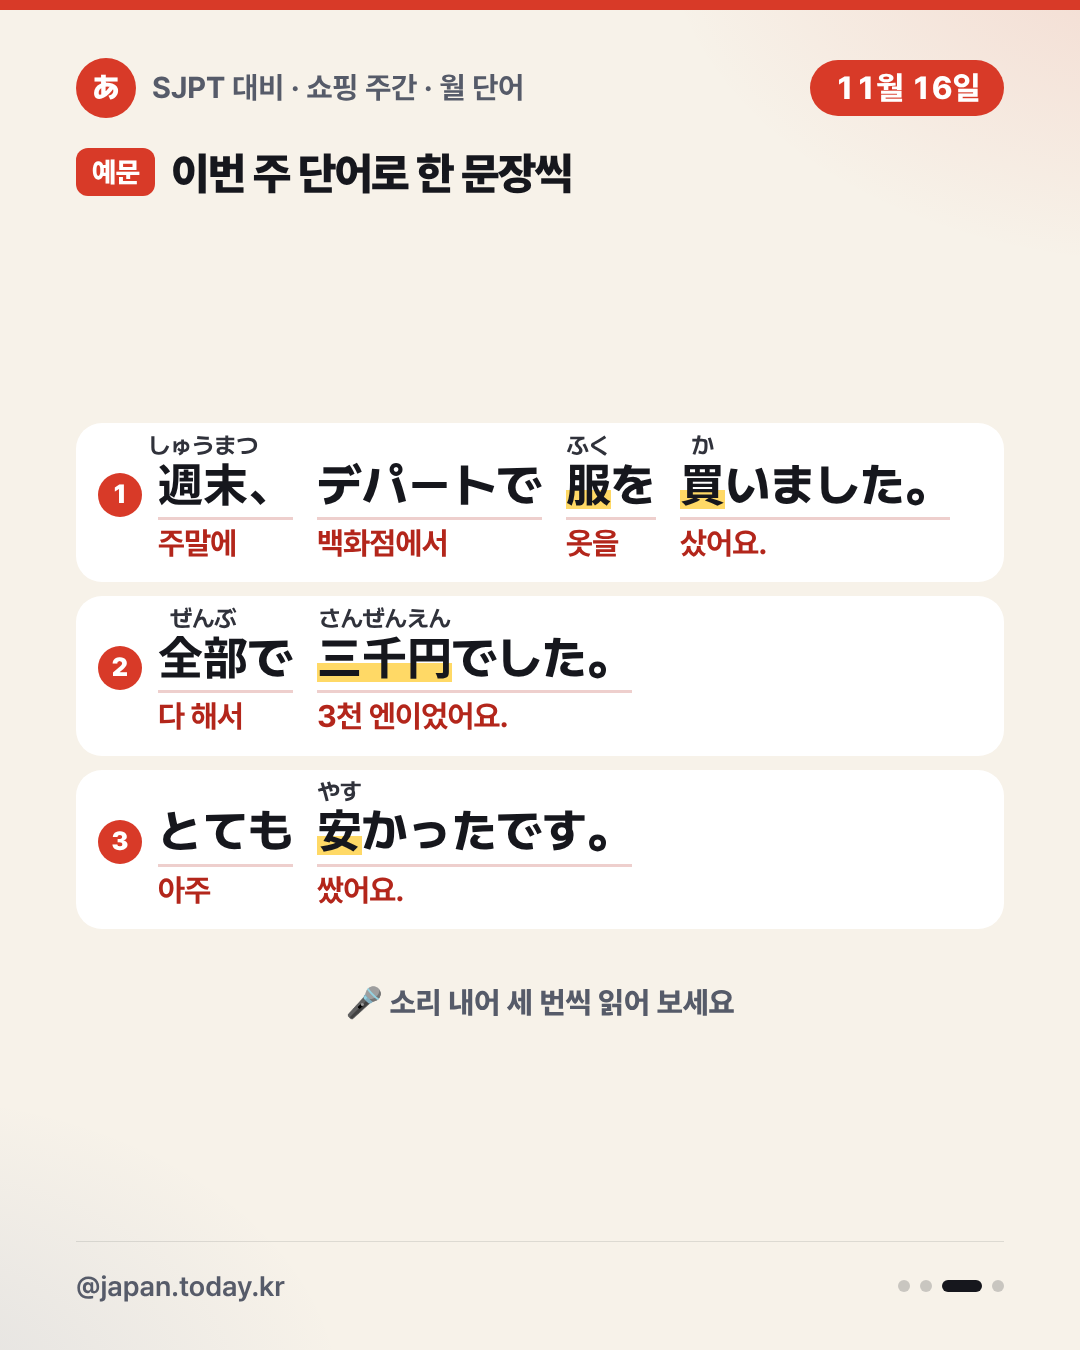 あ SJPT 대비 · 쇼핑 주간 · 월 단어
11월 16일
예문 이번 주 단어로 한 문장씩
しゅうまつ ふく か
1 週末、 デパートで 服を 買いました。
주말에 백화점에서 옷을 샀어요.
ぜんぶ さんぜんえん
2 全部で 三千円でした。
다 해서 3천 엔이었어요.
やす
3 とても 安かったです。
아주 쌌어요.
🎤 소리 내어 세 번씩 읽어 보세요
@japan.today.kr